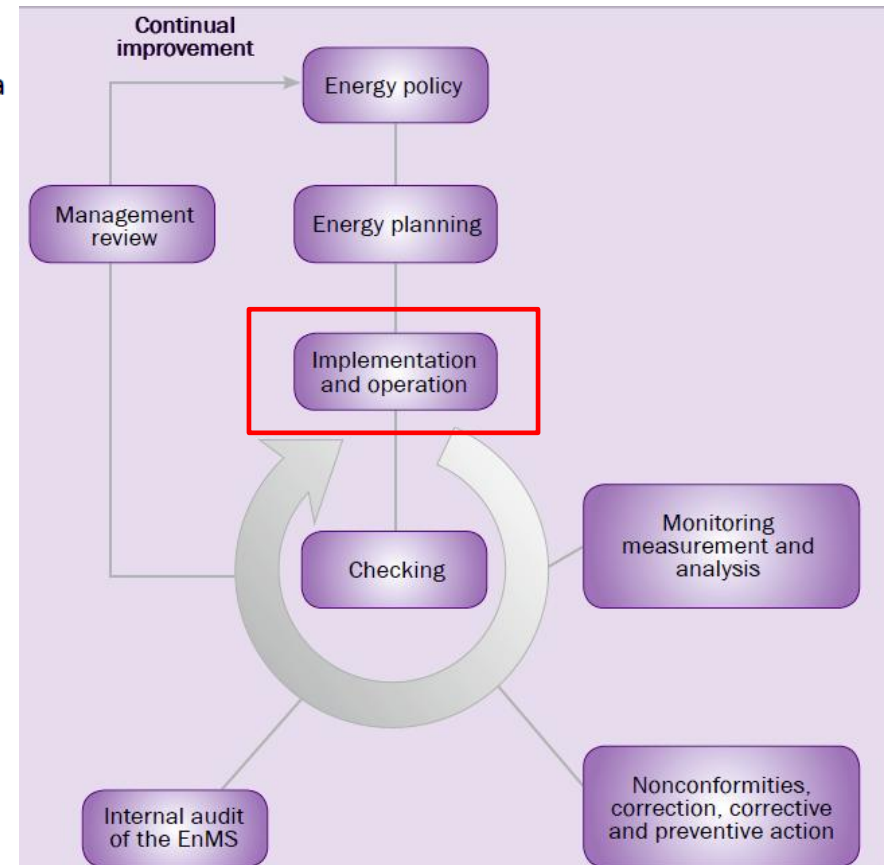 Continual
improvement
a
Energy policy
Management
review
Energy planning
Implementation
and operation
Checking
Monitoring
measurement and
analysis
Internal audit
of the EnMS
Nonconformities,
correction, corrective
and preventive action